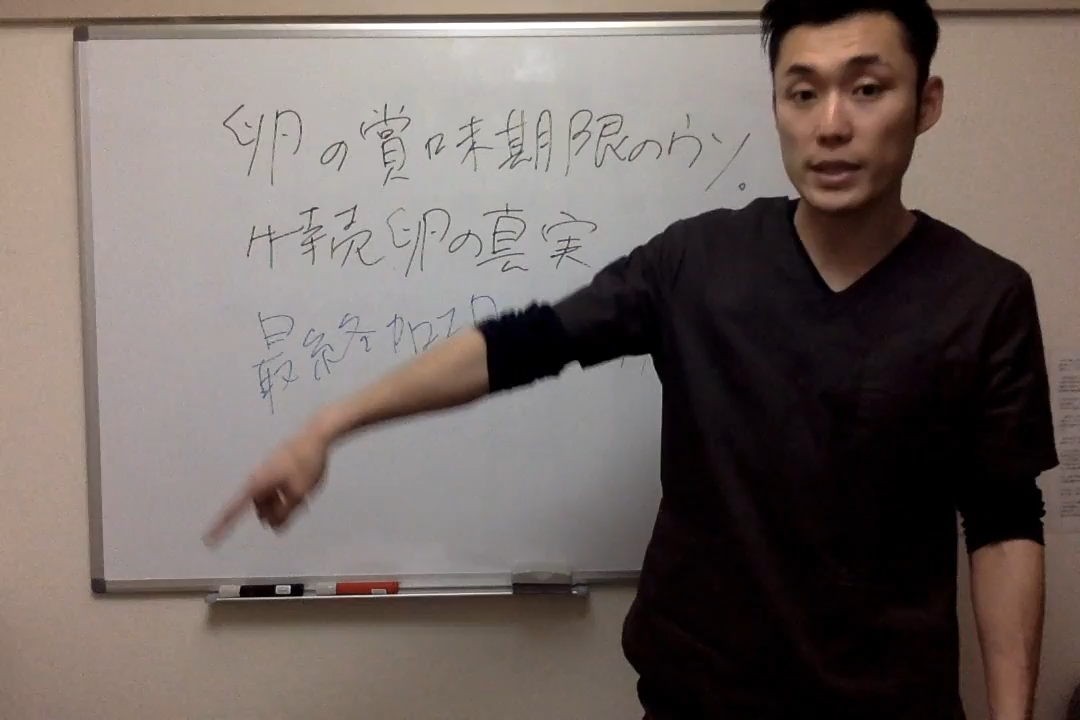 卵の賞味期限のウソ。
特売卵の真実
最終加工日